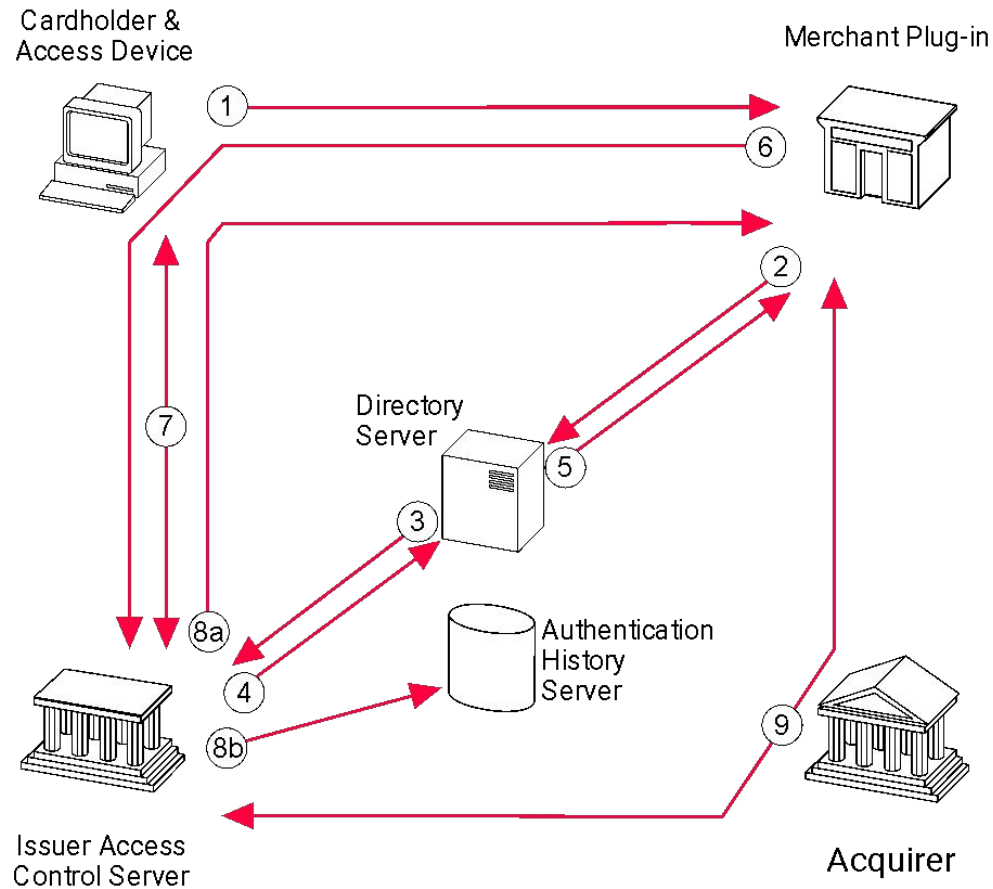 Cardholder &
Access Device
Merchant Plug-in
1
6
2
7
Directory
Server
5
3
8a
4
Authentication
History
Server
8b
9
Issuer Access
Control Server
Acquirer